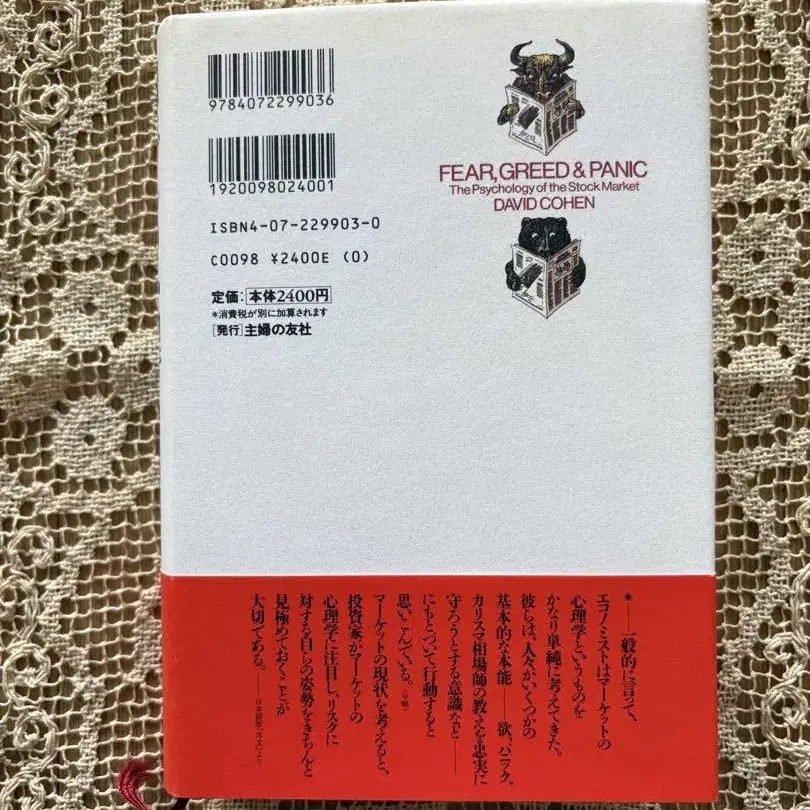 9784072299036
1920098024001
ISBN4-07-229903-0
C0098 ¥2400E (0)
定価:本体2400円
*消費税が別に加算されます
[発行]主婦の友社
FEAR, GREED & PANIC
The Psychology of the Stock Market
DAVID COHEN
●――一般的に言って、
エコノミストはマーケットの
心理学というものを
かなり単純に考えてきた。
彼らは、人々がいくつかの
基本的な本能――欲、パニック、
カリスマ相場師の教えを忠実に
守ろうとする意識など――
にもとづいて行動すると
思いこんでいる。(中略)
マーケットの現状を考えると、
投資家がマーケットの
心理学に注目し、リスクに
対する自らの姿勢をきちんと
見極めておくことが
大切である。――日本語版「序文」より